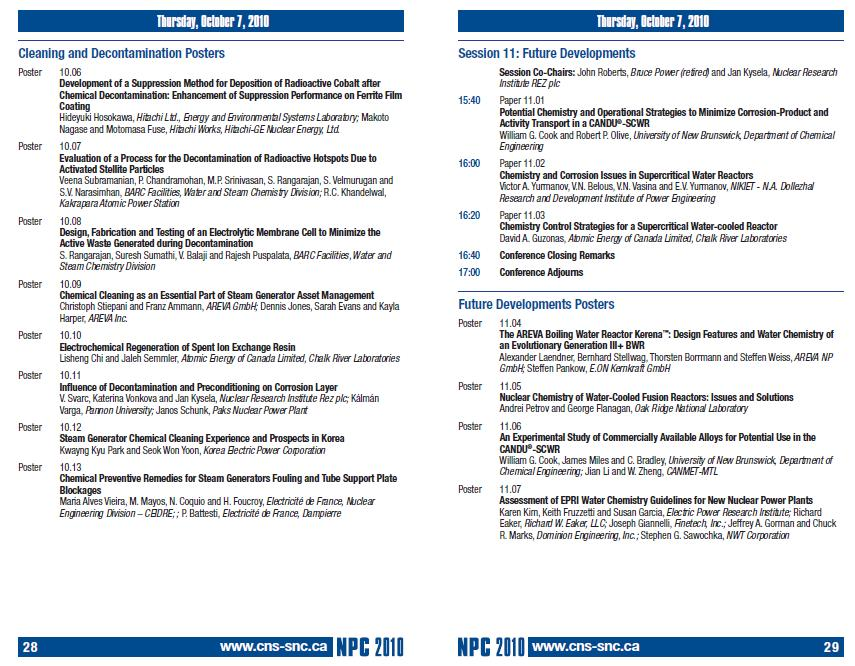 Thursday, October 7, 2010
Cleaning and Decontamination Posters
Poster 10.06
Development of a Suppression Method for Deposition of Radioactive Cobalt after
Chemical Decontamination: Enhancement of Suppression Performance on Ferrite Film
Coating
Hideyuki Hosokawa, Hitachi Ltd., Energy and Environmental Systems Laboratory; Makoto
Nagase and Motomasa Fuse, Hitachi Works, Hitachi-GE Nuclear Energy, Ltd.
Poster 10.07
Evaluation of a Process for the Decontamination of Radioactive Hotspots Due to
Activated Stellite Particles
Veena Subramanian, P. Chandramohan, M.P. Srinivasan, S. Rangarajan, S. Velmurugan and
S.V. Narasimhan, BARC Facilities, Water and Steam Chemistry Division; R.C. Khandelwal,
Kakrapara Atomic Power Station
Poster 10.08
Design, Fabrication and Testing of an Electrolytic Membrane Cell to Minimize the
Active Waste Generated during Decontamination
S. Rangarajan, Suresh Sumathi, V. Balaji and Rajesh Puspalata, BARC Facilities, Water and
Steam Chemistry Division
Poster 10.09
Chemical Cleaning as an Essential Part of Steam Generator Asset Management
Christoph Stiepani and Franz Ammann, AREVA GmbH; Dennis Jones, Sarah Evans and Kayla
Harper, AREVA Inc.
Poster 10.10
Electrochemical Regeneration of Spent Ion Exchange Resin
Lisheng Chi and Jaleh Semmler, Atomic Energy of Canada Limited, Chalk River Laboratories
Poster 10.11
Influence of Decontamination and Preconditioning on Corrosion Layer
V. Svarc, Katerina Vonkova and Jan Kysela, Nuclear Research Institute Rez plc; Kálmán
Varga, Pannon University; Janos Schunk, Paks Nuclear Power Plant
Poster 10.12
Steam Generator Chemical Cleaning Experience and Prospects in Korea
Kwayng Kyu Park and Seok Won Yoon, Korea Electric Power Corporation
Poster 10.13
Chemical Preventive Remedies for Steam Generators Fouling and Tube Support Plate
Blockages
Maria Alves Vieira, M. Mayos, N. Coquio and H. Foucroy, Electricité de France, Nuclear
Engineering Division – CEIDRE; ; P. Battesti, Electricité de France, Dampierre
28 www.cns-snc.ca NPC 2010
Thursday, October 7, 2010
Session 11: Future Developments
Session Co-Chairs: John Roberts, Bruce Power (retired) and Jan Kysela, Nuclear Research
Institute REZ plc
15:40 Paper 11.01
Potential Chemistry and Operational Strategies to Minimize Corrosion-Product and
Activity Transport in a CANDU®-SCWR
William G. Cook and Robert P. Olive, University of New Brunswick, Department of Chemical
Engineering
16:00 Paper 11.02
Chemistry and Corrosion Issues in Supercritical Water Reactors
Victor A. Yurmanov, V.N. Belous, V.N. Vasina and E.V. Yurmanov, NIKIET - N.A. Dollezhal
Research and Development Institute of Power Engineering
16:20 Paper 11.03
Chemistry Control Strategies for a Supercritical Water-cooled Reactor
David A. Guzonas, Atomic Energy of Canada Limited, Chalk River Laboratories
16:40 Conference Closing Remarks
17:00 Conference Adjourns
Future Developments Posters
Poster 11.04
The AREVA Boiling Water Reactor Kerena™: Design Features and Water Chemistry of
an Evolutionary Generation III+ BWR
Alexander Laendner, Bernhard Stellwag, Thorsten Borrmann and Steffen Weiss, AREVA NP
GmbH; Steffen Pankow, E.ON Kernkraft GmbH
Poster 11.05
Nuclear Chemistry of Water-Cooled Fusion Reactors: Issues and Solutions
Andrei Petrov and George Flanagan, Oak Ridge National Laboratory
Poster 11.06
An Experimental Study of Commercially Available Alloys for Potential Use in the
CANDU®-SCWR
William G. Cook, James Miles and C. Bradley, University of New Brunswick, Department of
Chemical Engineering; Jian Li and W. Zheng, CANMET-MTL
Poster 11.07
Assessment of EPRI Water Chemistry Guidelines for New Nuclear Power Plants
Karen Kim, Keith Fruzzetti and Susan Garcia, Electric Power Research Institute; Richard
Eaker, Richard W. Eaker, LLC; Joseph Giannelli, Finetech, Inc.; Jeffrey A. Gorman and Chuck
R. Marks, Dominion Engineering, Inc.; Stephen G. Sawochka, NWT Corporation
NPC 2010 www.cns-snc.ca 29